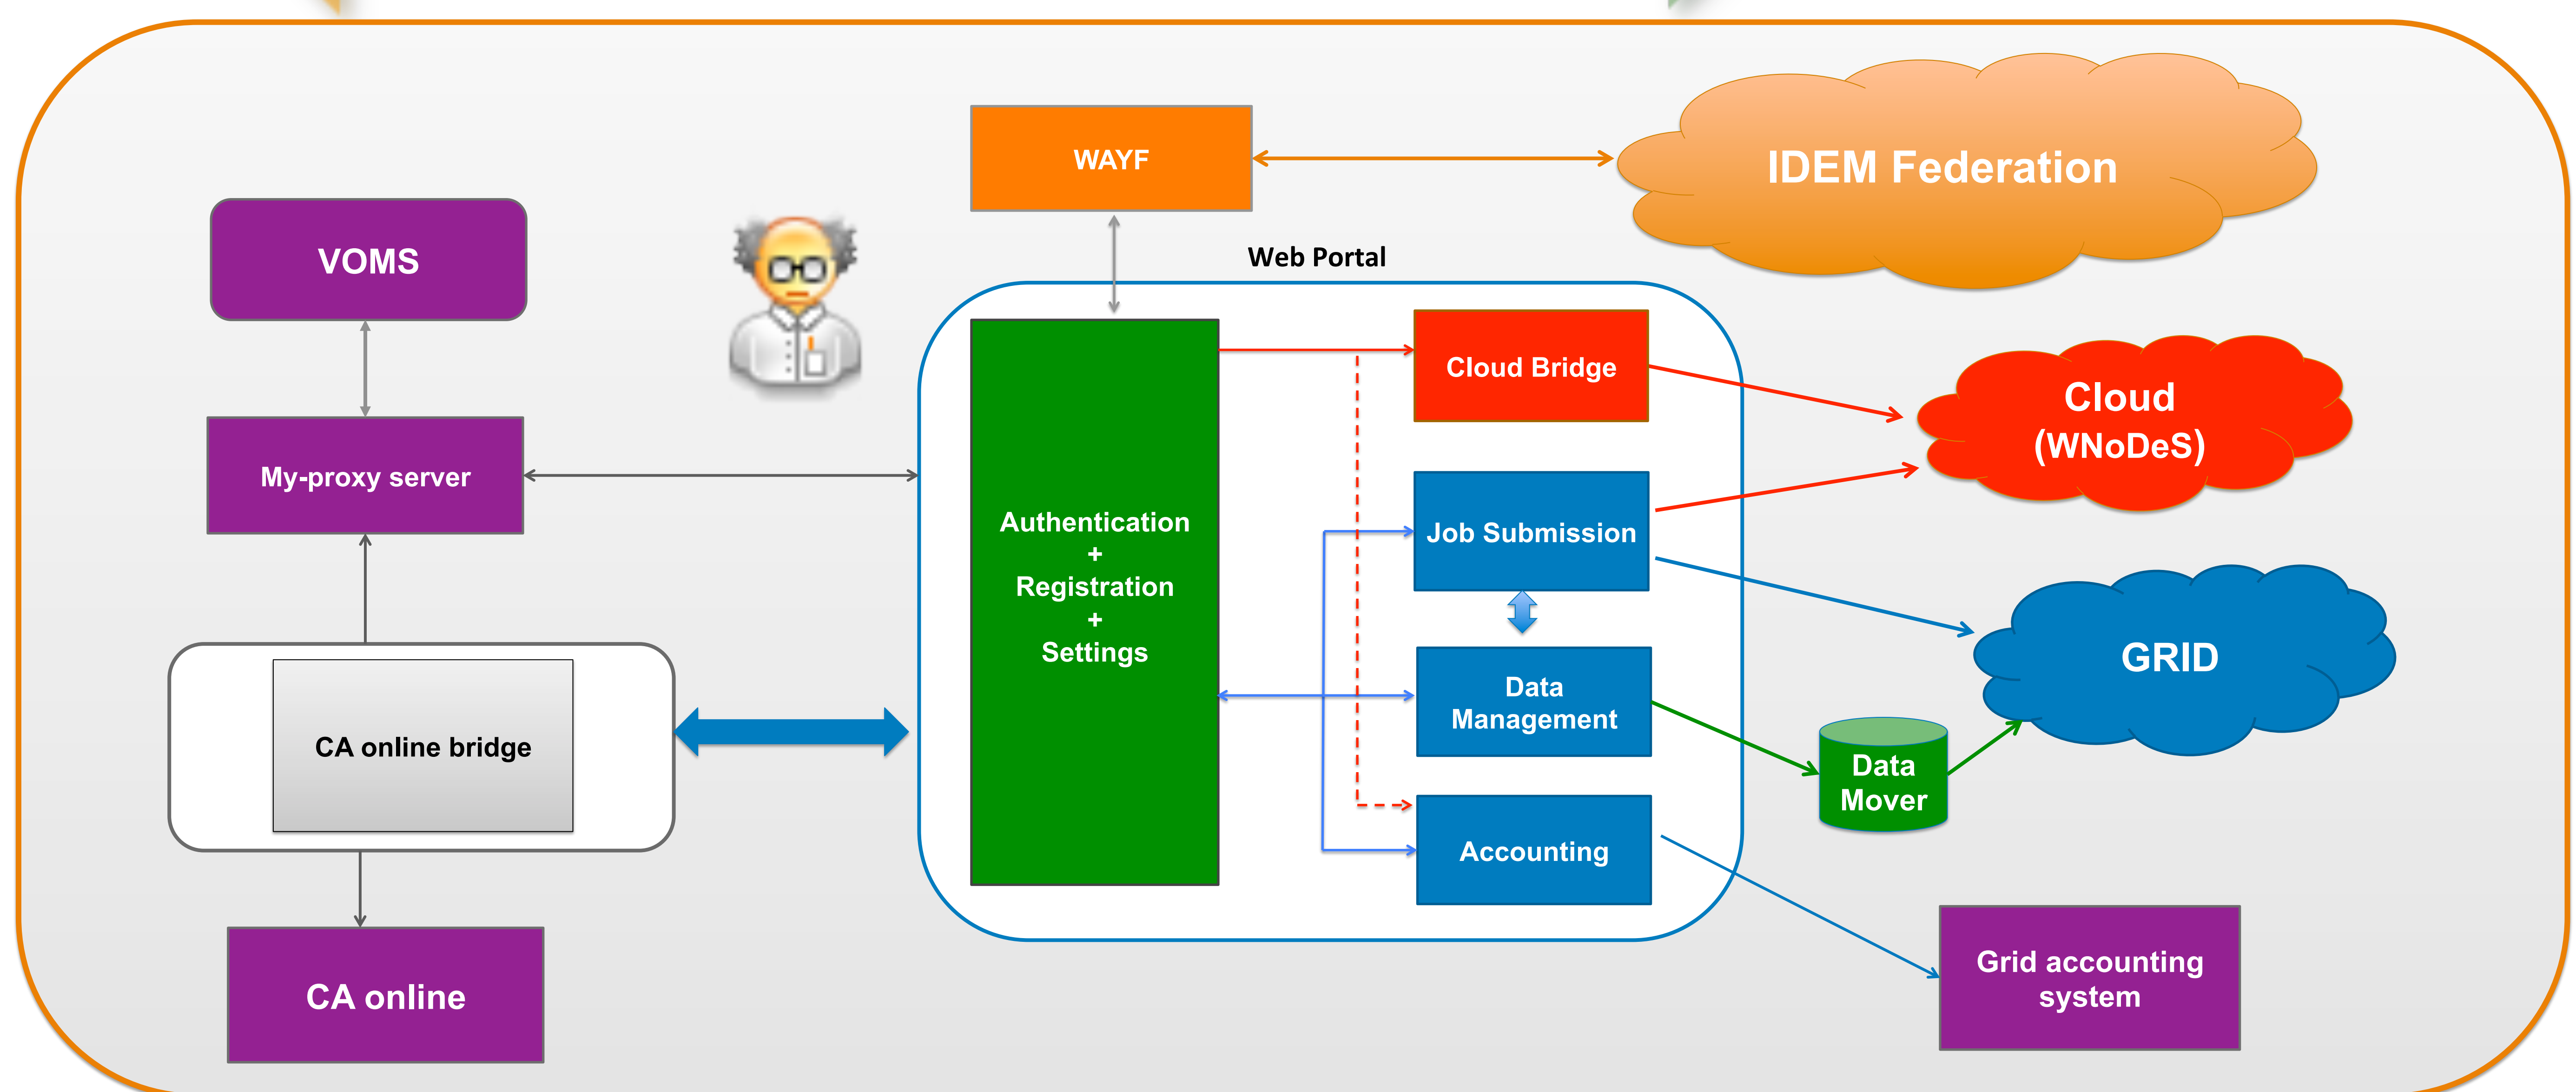 WAYF
IDEM Federation
Web Portal
VOMS
My-proxy server
CA online bridge
CA online
Authentication
+
Registration
+
Settings
Cloud Bridge
Job Submission
Data
Management
Accounting
Cloud
(WNoDeS)
GRID
Data
Mover
Grid accounting
system